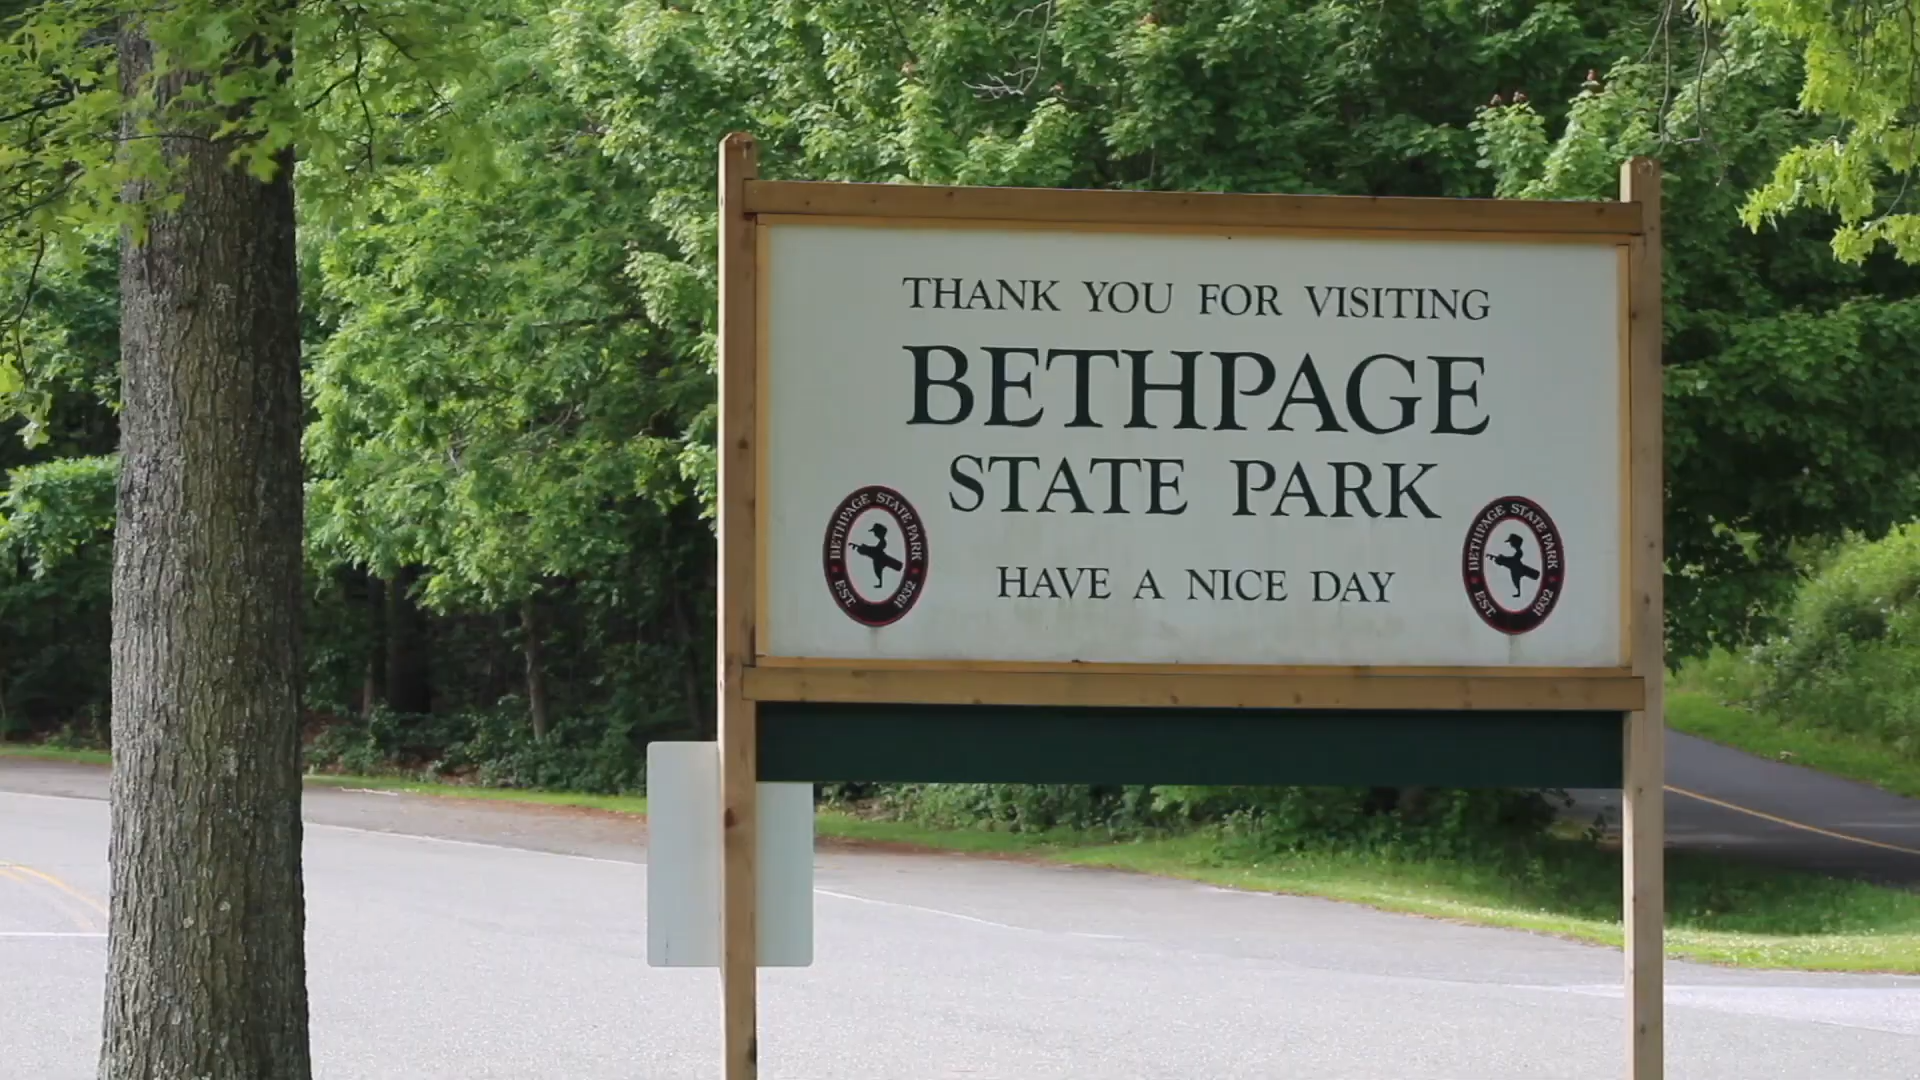 THANK YOU FOR VISITING
BETHPAGE
STATE PARK
HAVE A NICE DAY
BETHPAGE STATE PARK
EST. 1932
BETHPAGE STATE PARK
EST. 1932